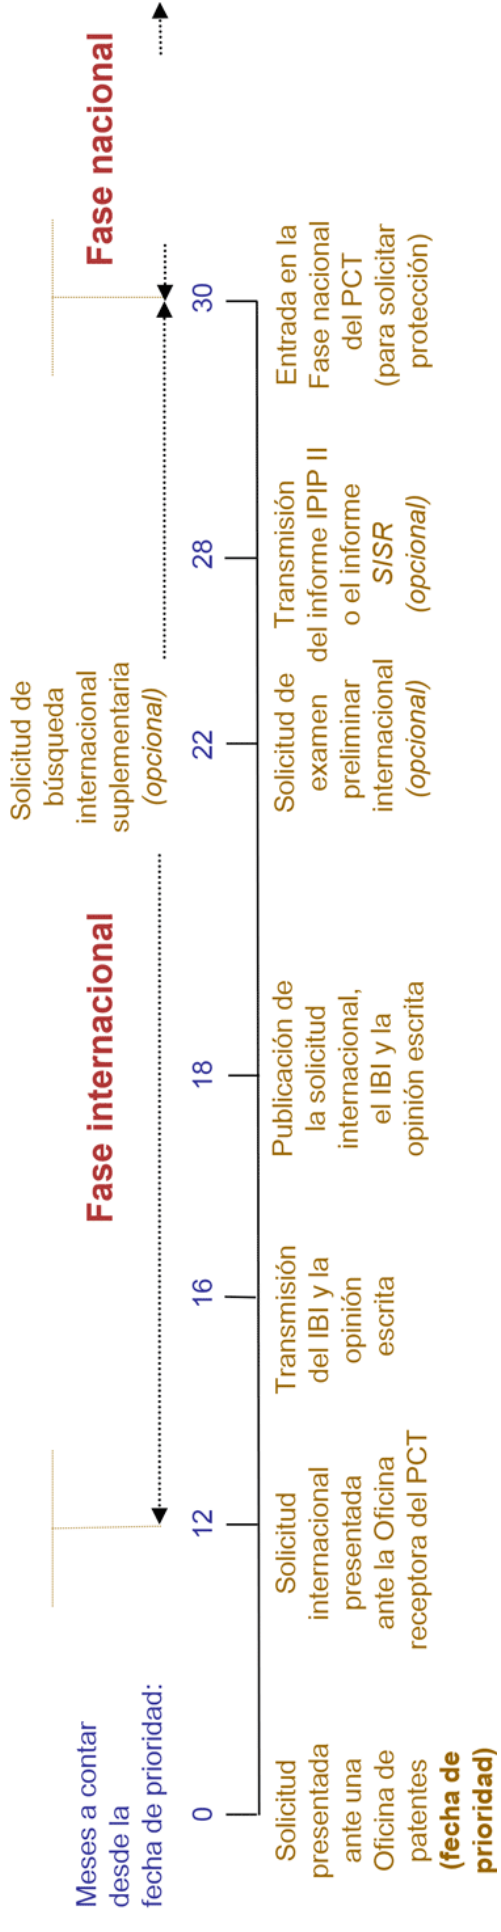 Fase internacional
Fase nacional
Solicitud de
búsqueda
internacional
suplementaria
(opcional)
Meses a contar
desde la
fecha de prioridad:
0
12
16
18
22
28
30
Solicitud
presentada
ante una
Oficina de
patentes
(fecha de
prioridad)
Solicitud
internacional
presentada
ante la Oficina
receptora del PCT
Transmisión
del IBI y la
opinión
escrita
Publicación de
la solicitud
internacional,
el IBI y la
opinión escrita
Solicitud de
examen
preliminar
internacional
(opcional)
Transmisión
del informe IPIP II
o el informe
SISR
(opcional)
Entrada en la
Fase nacional
del PCT
(para solicitar
protección)